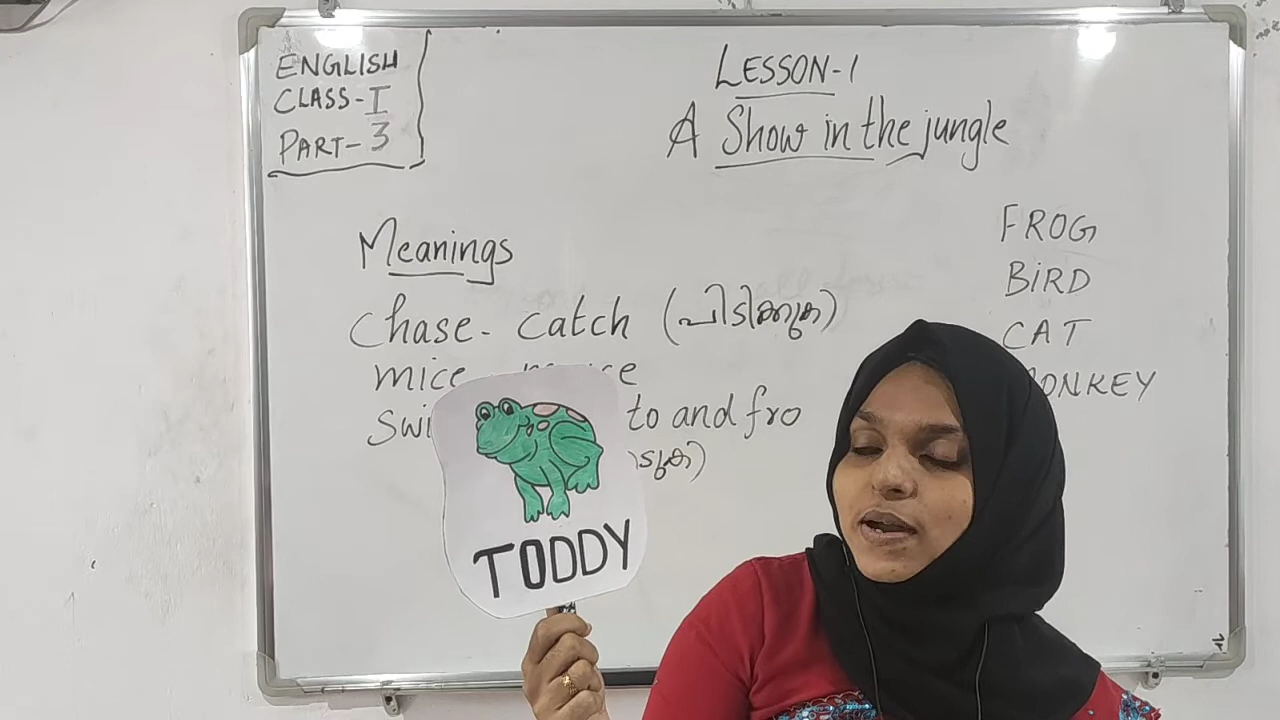 ENGLISH
CLASS-I
PART-3
LESSON-1
A Show in the jungle
Meanings
Chase - catch (പിടിക്കുക)
mice
to and fro
FROG
BiRD
CAT
TODDY